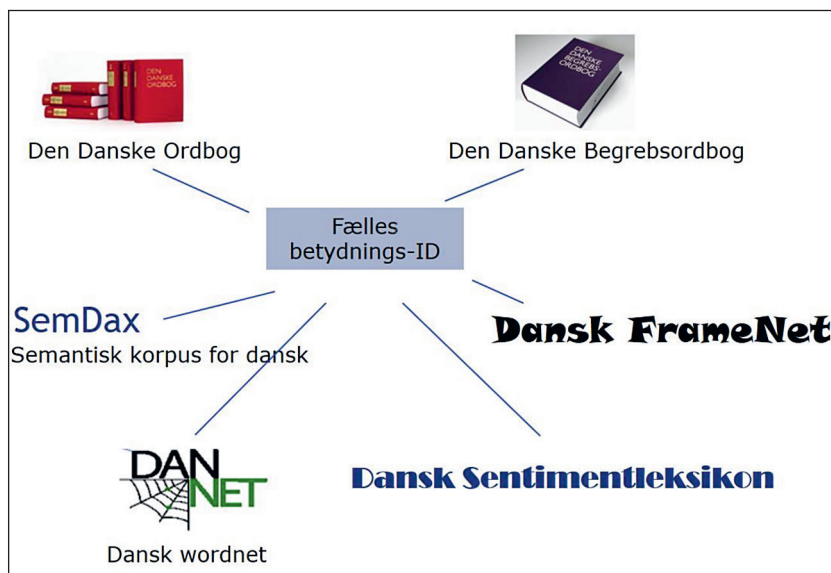 DEN
DANSKE
ORDBOG
Den Danske Ordbog
DEN
DANSKE
BEGREBS-
ORDBOG
Den Danske Begrebsordbog
Fælles
betydnings-ID
SemDax
Semantisk korpus for dansk
Dansk FrameNet
DAN
NET
Dansk wordnet
Dansk Sentimentleksikon